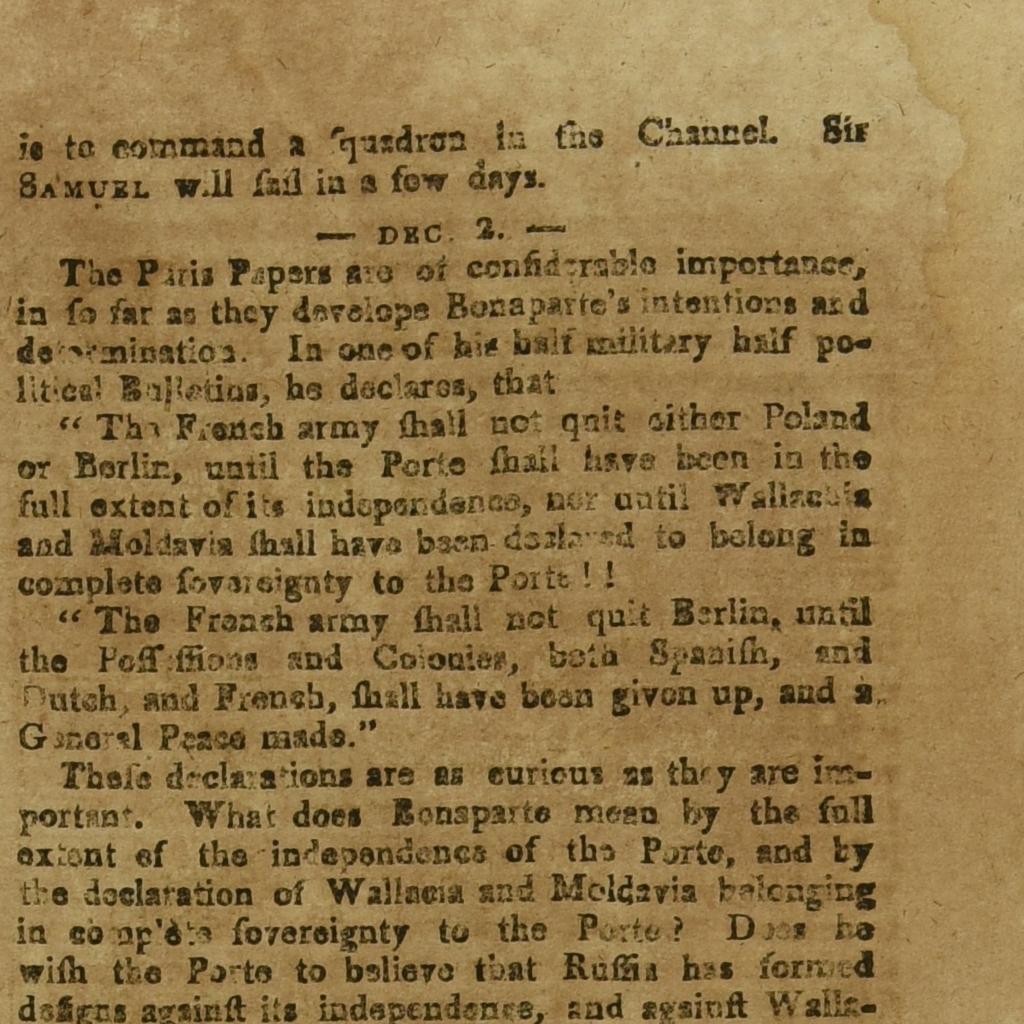 is to command a ſquadron in the Channel. Sir
SAMUEL will ſail in a few days.
— DEC. 2. —
The Paris Papers are of conſiderable importance,
in ſo far as they develope Bonaparte's intentions and
determination. In one of his half military half po-
litical Bulletins, he declares, that
“ The French army ſhall not quit either Poland
or Berlin, until the Porte ſhall have been in the
full extent of its independence, nor until Wallachia
and Moldavia ſhall have been declared to belong in
complete ſovereignty to the Porte ! !
“ The French army ſhall not quit Berlin, until
the Poſſeſſions and Colonies, both Spaniſh, and
Dutch, and French, ſhall have been given up, and a
General Peace made.”
Theſe declarations are as curious as they are im-
portant. What does Bonaparte mean by the full
extent of the independence of the Porte, and by
the declaration of Wallacia and Moldavia belonging
in complete ſovereignty to the Porte ? Does he
wiſh the Porte to believe that Ruſſia has formed
deſigns againſt its independence, and againſt Walla-